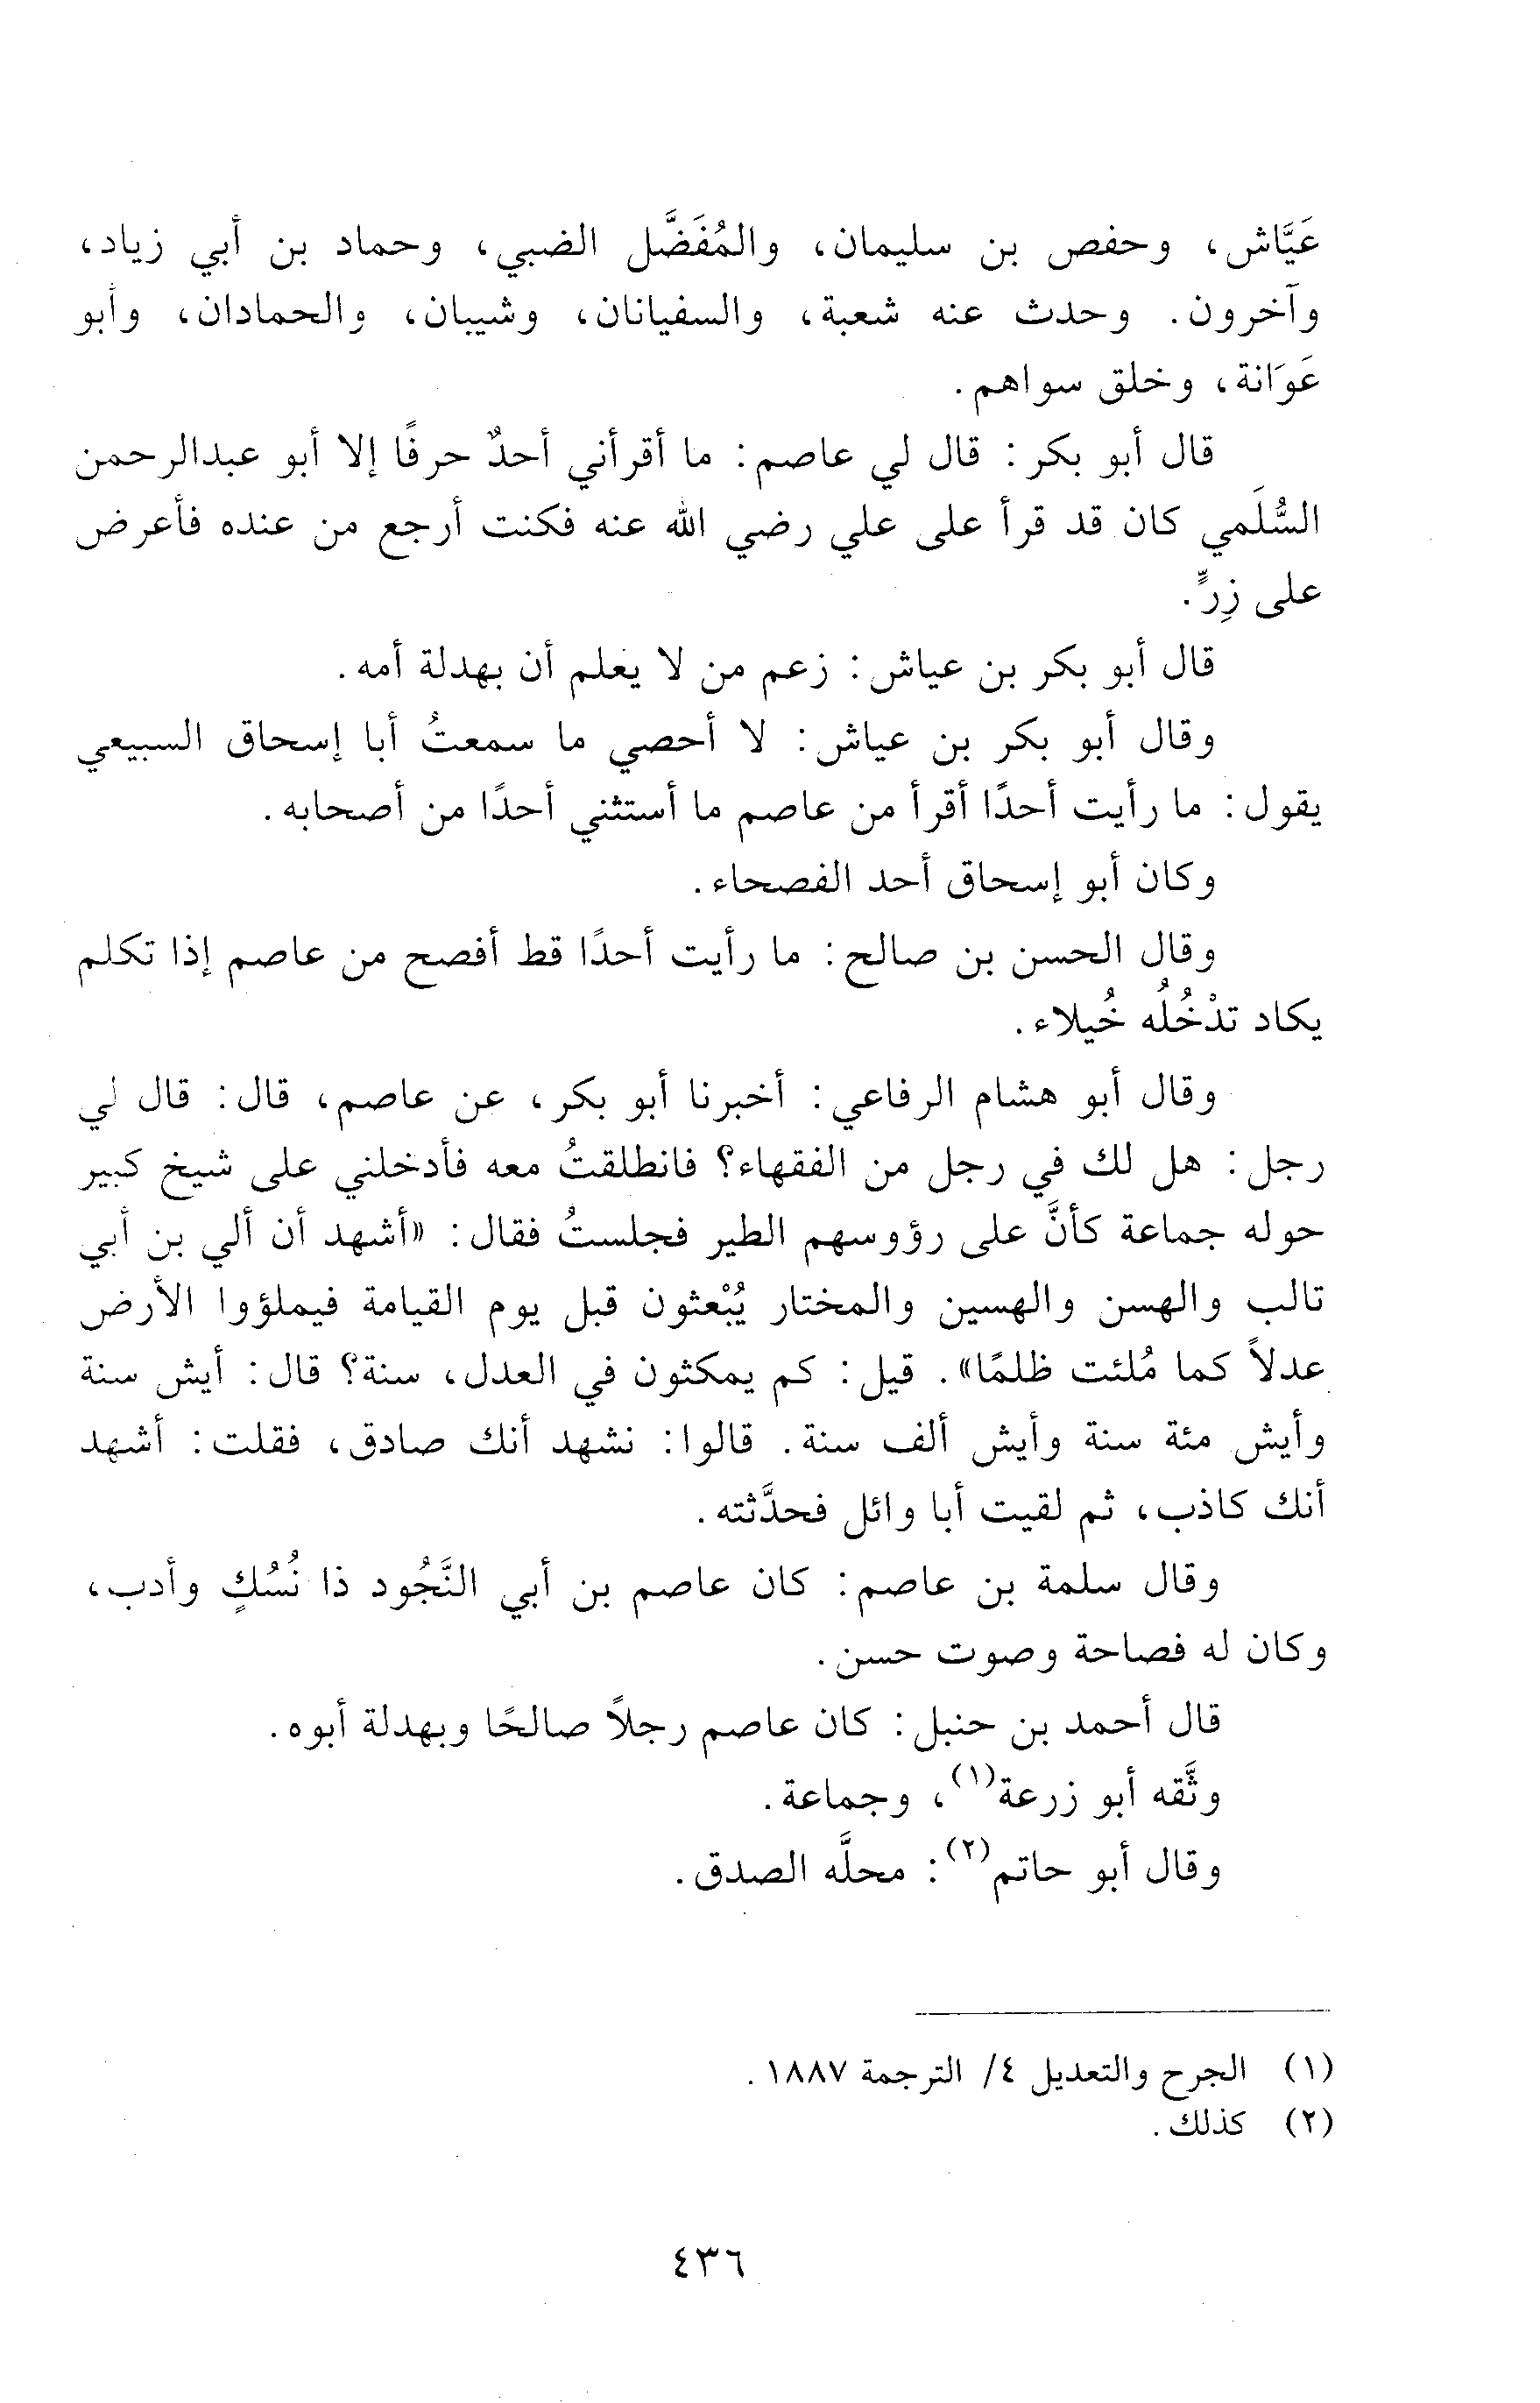 عَيَّاش، وحفص بن سليمان، والمُفَضَّل الضبي، وحماد بن أبي زياد،
وآخرون. وحدث عنه شعبة، والسفيانان، وشيبان، والحمادان، وأبو
عَوَانة، وخلق سواهم.
قال أبو بكر: قال لي عاصم: ما أقرأني أحدٌ حرفًا إلا أبو عبدالرحمن
السُّلَمي كان قد قرأ على علي رضي الله عنه فكنت أرجع من عنده فأعرض
على زِرٍّ.
قال أبو بكر بن عياش: زعم من لا يعلم أن بهدلة أمه.
وقال أبو بكر بن عياش: لا أحصي ما سمعتُ أبا إسحاق السبيعي
يقول: ما رأيت أحدًا أقرأ من عاصم ما أستثني أحدًا من أصحابه.
وكان أبو إسحاق أحد الفصحاء.
وقال الحسن بن صالح: ما رأيت أحدًا قط أفصح من عاصم إذا تكلم
يكاد تدْخُلُه خُيلاء.
وقال أبو هشام الرفاعي: أخبرنا أبو بكر، عن عاصم، قال: قال لي
رجل: هل لك في رجل من الفقهاء؟ فانطلقتُ معه فأدخلني على شيخ كبير
حوله جماعة كأنَّ على رؤوسهم الطير فجلستُ فقال: «أشهد أن ألي بن أبي
تالب والهسن والهسين والمختار يُبْعثون قبل يوم القيامة فيملؤوا الأرض
عدلاً كما مُلئت ظلمًا». قيل: كم يمكثون في العدل، سنة؟ قال: أيش سنة
وأيش مئة سنة وأيش ألف سنة. قالوا: نشهد أنك صادق، فقلت: أشهد
أنك كاذب، ثم لقيت أبا وائل فحدَّثته.
وقال سلمة بن عاصم: كان عاصم بن أبي النَّجُود ذا نُسُكٍ وأدب،
وكان له فصاحة وصوت حسن.
قال أحمد بن حنبل: كان عاصم رجلاً صالحًا وبهدلة أبوه.
وثَّقه أبو زرعة(١)، وجماعة.
وقال أبو حاتم(٢): محلَّه الصدق.
(١) الجرح والتعديل ٤/ الترجمة ١٨٨٧.
(٢) كذلك.
٤٣٦